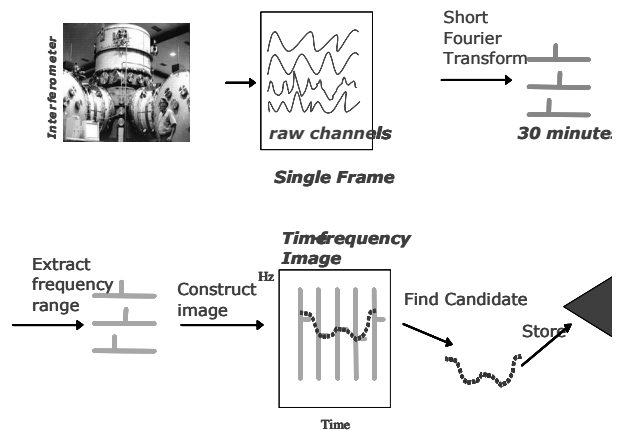 Interferometer
Short
Fourier
Transform
raw channels
30 minutes
Single Frame
Time-frequency
Image
Extract
frequency
range
Construct
image
Hz
Find Candidate
Store
Time